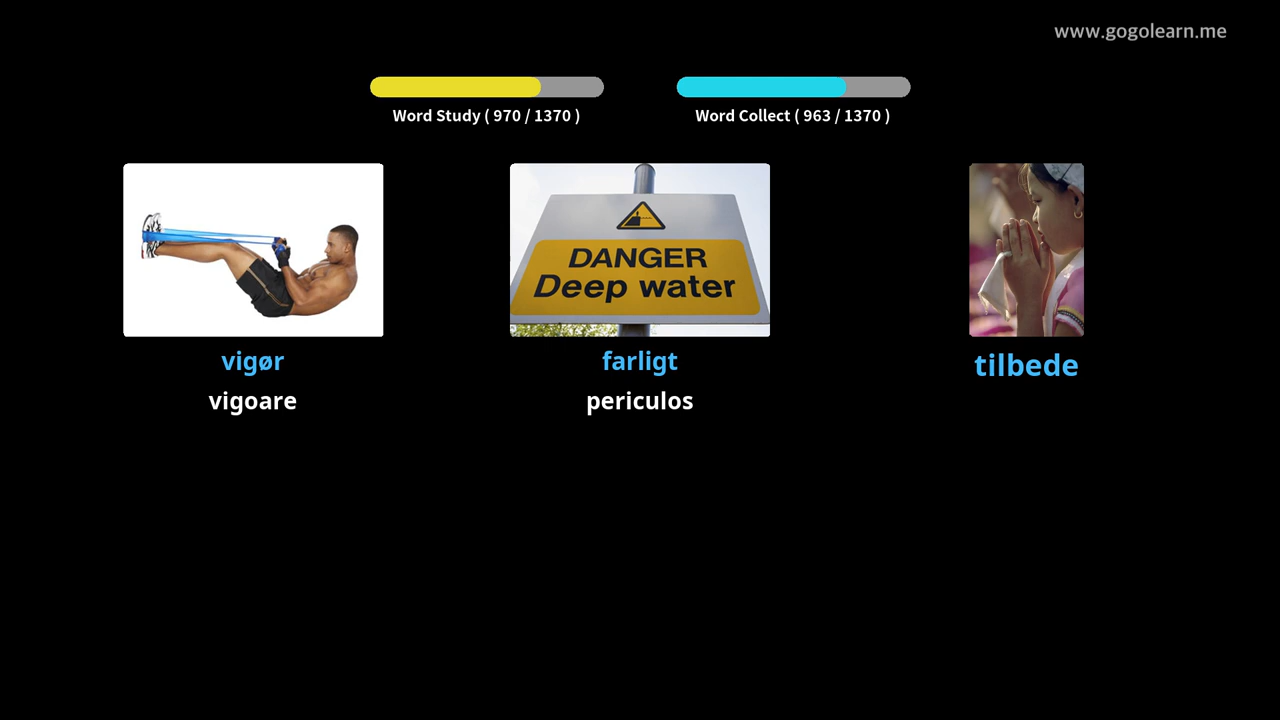 www.gogolearn.me
Word Study ( 970 / 1370 )
Word Collect ( 963 / 1370 )
DANGER
Deep water
vigør
farligt
tilbede
vigoare
periculos